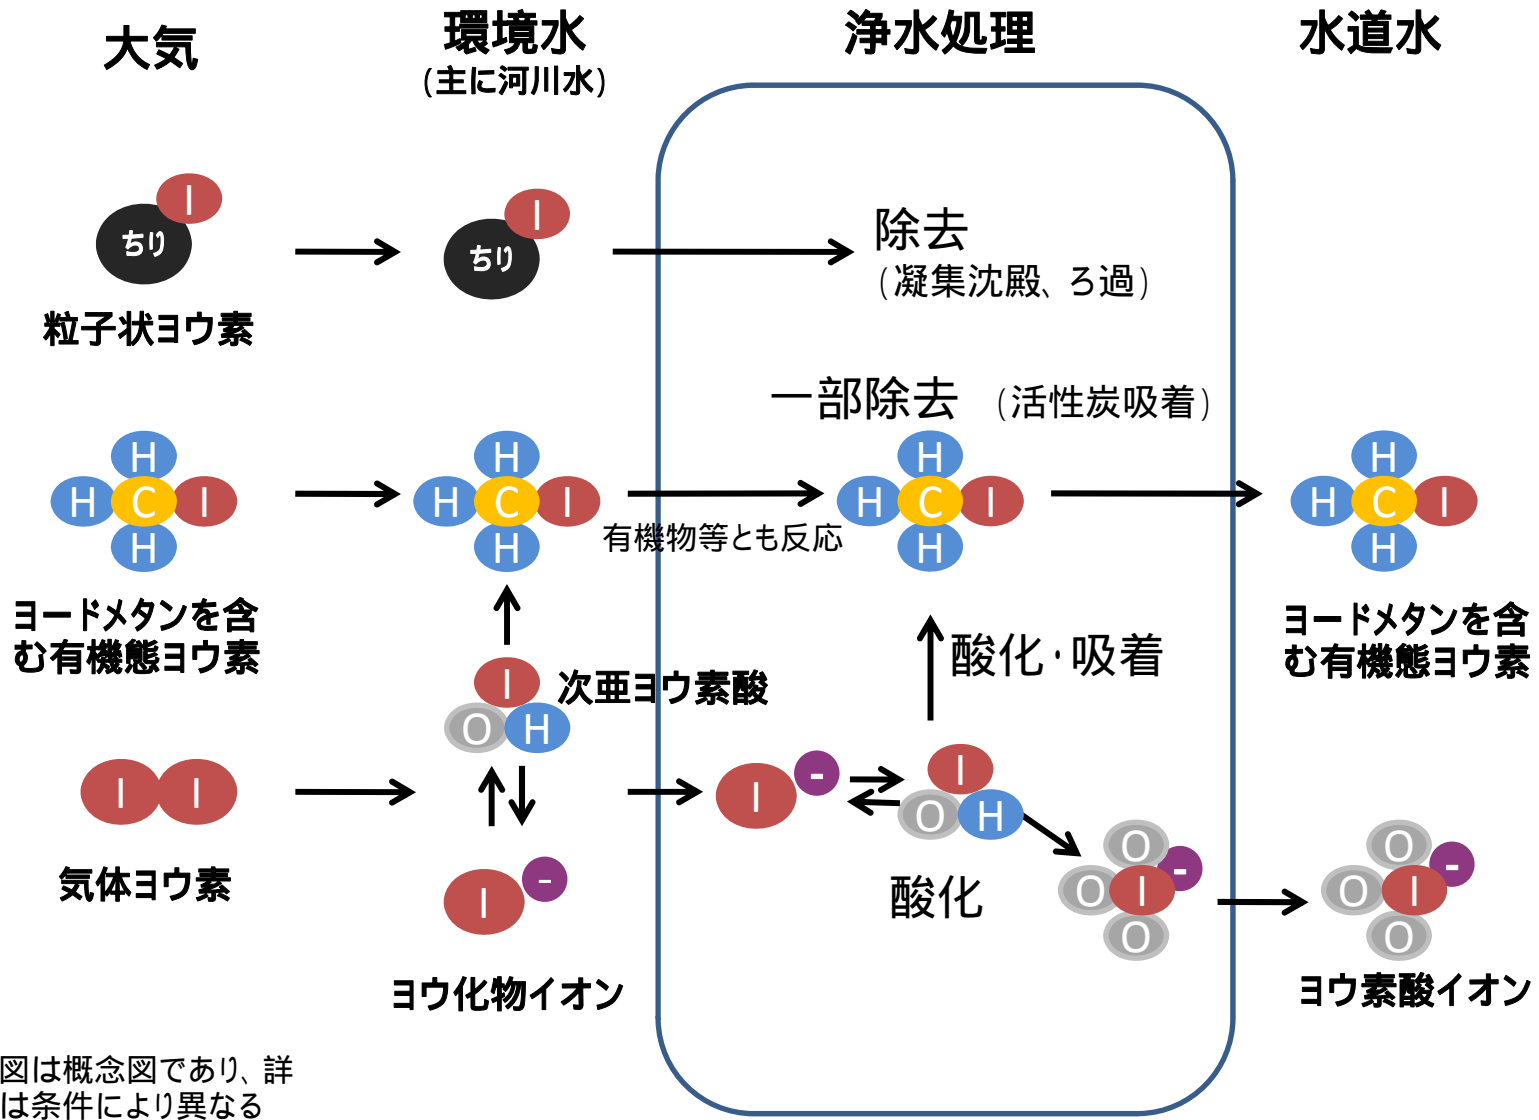 大気
環境水
(主に河川水)
浄水処理
水道水
I
ちり
粒子状ヨウ素
I
ちり
除去
(凝集沈殿、ろ過)
一部除去 (活性炭吸着)
H
H C I
H
H
H C I
H
有機物等とも反応
H
H C I
H
H
H C I
H
ヨードメタンを含
む有機態ヨウ素
ヨードメタンを含
む有機態ヨウ素
I
O H
次亜ヨウ素酸
酸化・吸着
I I
気体ヨウ素
I -
ヨウ化物イオン
I -
I
O H
酸化
O
O I -
O
O
O I -
O
ヨウ素酸イオン
図は概念図であり、詳
は条件により異なる